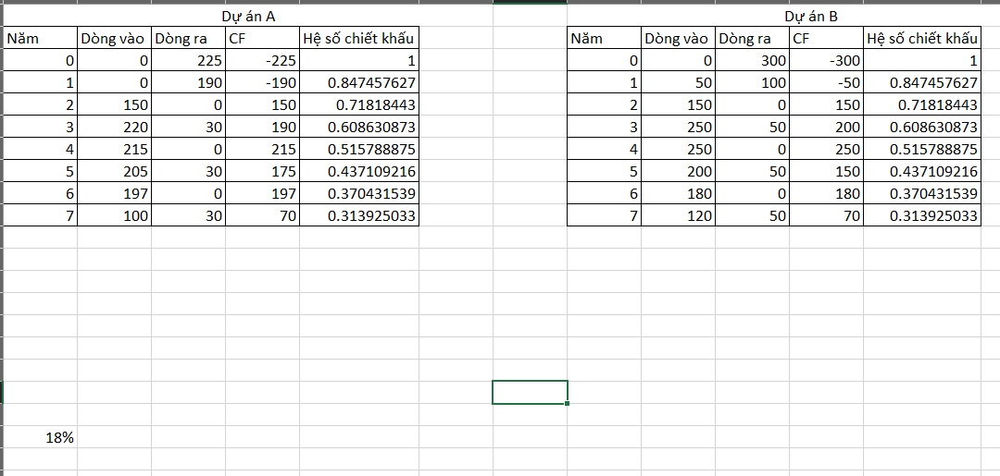 Dự án A Dự án B
Năm Dòng vào Dòng ra CF Hệ số chiết khấu Năm Dòng vào Dòng ra CF Hệ số chiết khấu
0 0 225 -225 1 0 0 300 -300 1
1 0 190 -190 0.847457627 1 50 100 -50 0.847457627
2 150 0 150 0.71818443 2 150 0 150 0.71818443
3 220 30 190 0.608630873 3 250 50 200 0.608630873
4 215 0 215 0.515788875 4 250 0 250 0.515788875
5 205 30 175 0.437109216 5 200 50 150 0.437109216
6 197 0 197 0.370431539 6 180 0 180 0.370431539
7 100 30 70 0.313925033 7 120 50 70 0.313925033
18%